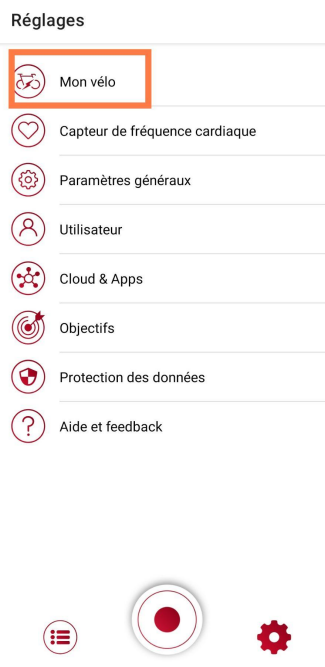 Réglages
Mon vélo
Capteur de fréquence cardiaque
Paramètres généraux
Utilisateur
Cloud & Apps
Objectifs
Protection des données
Aide et feedback